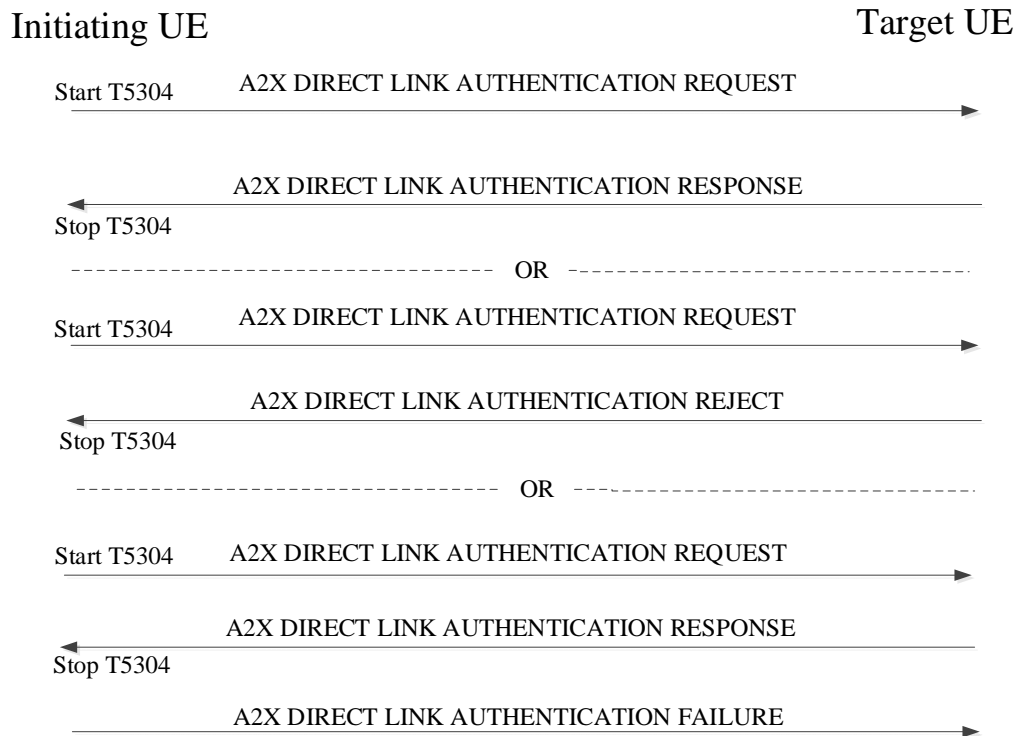 Initiating UE
Target UE
Start T5304
A2X DIRECT LINK AUTHENTICATION REQUEST
A2X DIRECT LINK AUTHENTICATION RESPONSE
Stop T5304
OR
Start T5304
A2X DIRECT LINK AUTHENTICATION REQUEST
A2X DIRECT LINK AUTHENTICATION REJECT
Stop T5304
OR
Start T5304
A2X DIRECT LINK AUTHENTICATION REQUEST
A2X DIRECT LINK AUTHENTICATION RESPONSE
Stop T5304
A2X DIRECT LINK AUTHENTICATION FAILURE